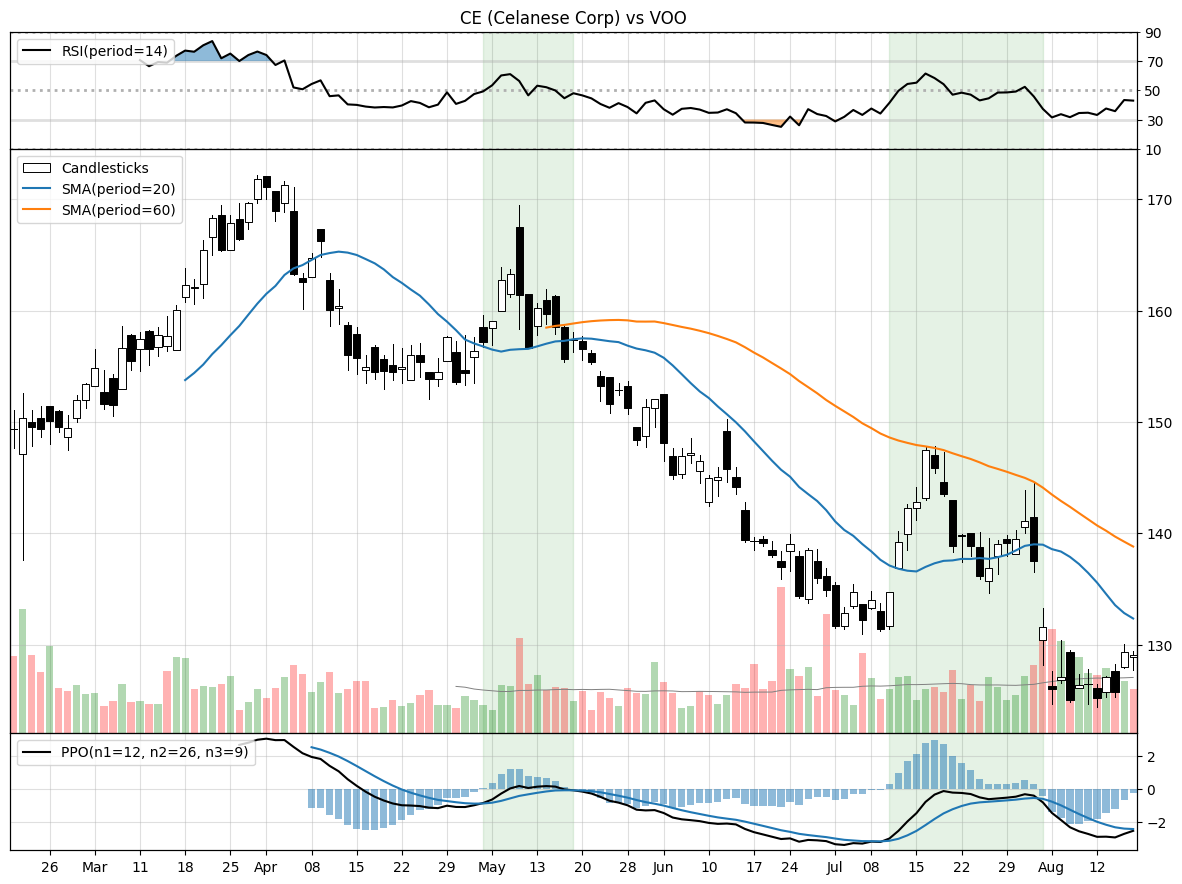 CE (Celanese Corp) vs VOO
RSI(period=14)
90
70
50
30
10
Candlesticks
SMA(period=20)
SMA(period=60)
170
160
150
140
130
PPO(n1=12, n2=26, n3=9)
2
0
−2
26 Mar 11 18 25 Apr 08 15 22 29 May 13 20 28 Jun 10 17 24 Jul 08 15 22 29 Aug 12